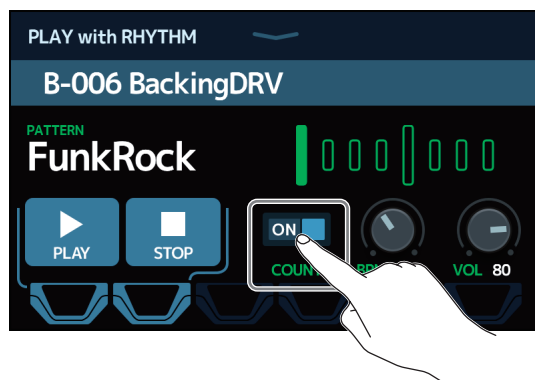 PLAY with RHYTHM
B-006 BackingDRV
PATTERN
FunkRock
PLAY
STOP
ON
VOL 80